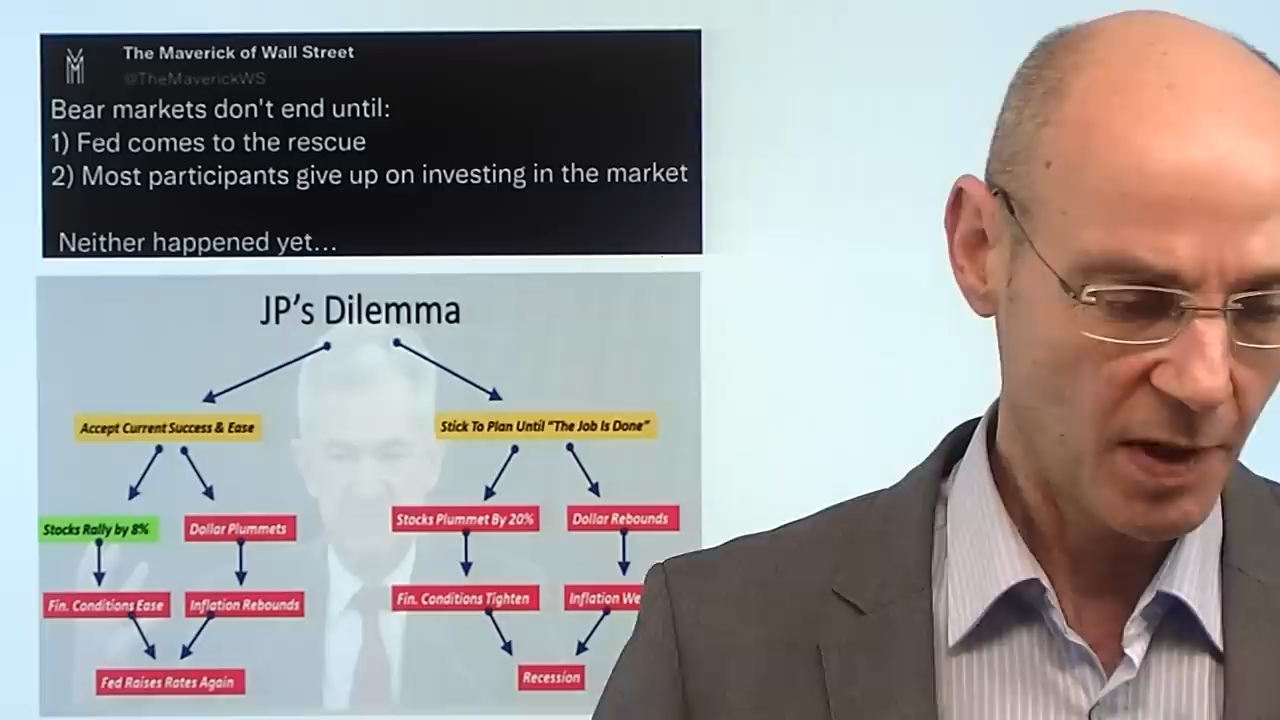 The Maverick of Wall Street
@TheMaverickWS
Bear markets don't end until:
1) Fed comes to the rescue
2) Most participants give up on investing in the market
Neither happened yet...
JP's Dilemma
Accept Current Success & Ease
Stick To Plan Until "The Job Is Done"
Stocks Rally by 8%
Dollar Plummets
Stocks Plummet By 20%
Dollar Rebounds
Fin. Conditions Ease
Inflation Rebounds
Fin. Conditions Tighten
Inflation We
Fed Raises Rates Again
Recession